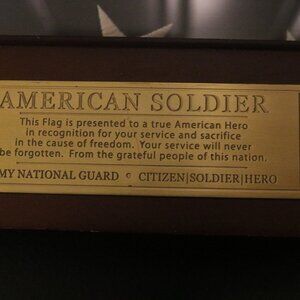 AMERICAN SOLDIER
This Flag is presented to a true American Hero
in recognition for your service and sacrifice
in the cause of freedom. Your service will never
be forgotten. From the grateful people of this nation.
MY NATIONAL GUARD • CITIZEN|SOLDIER|HERO